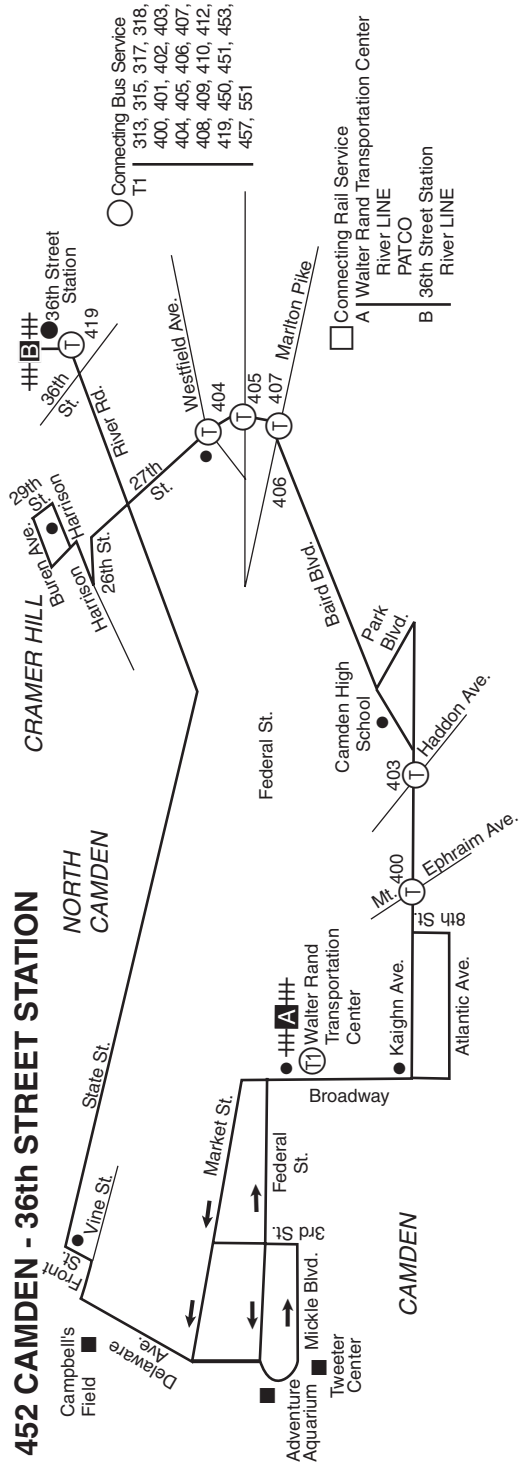 452 CAMDEN - 36th STREET STATION
Campbell's
Field
Front
St.
Vine St.
State St.
NORTH
CAMDEN
CRAMER HILL
Buren Ave.
29th
St.
Harrison
Harrison
26th St.
27th
St.
36th
St.
River Rd.
B
36th Street
Station
T
419
Westfield Ave.
T
404
T
405
T
407
406
Marlton Pike
Federal St.
Baird Blvd.
Park
Blvd.
Camden High
School
T
403
Haddon Ave.
T
400
Mt. Ephraim Ave.
8th St.
Kaighn Ave.
Atlantic Ave.
Broadway
A
T1
Walter Rand
Transportation
Center
Market St.
Federal
St.
3rd St.
Mickle Blvd.
Delaware
Ave.
Adventure
Aquarium
Tweeter
Center
CAMDEN
Connecting Bus Service
T1 313, 315, 317, 318,
400, 401, 402, 403,
404, 405, 406, 407,
408, 409, 410, 412,
419, 450, 451, 453,
457, 551
Connecting Rail Service
A Walter Rand Transportation Center
River LINE
PATCO
B 36th Street Station
River LINE